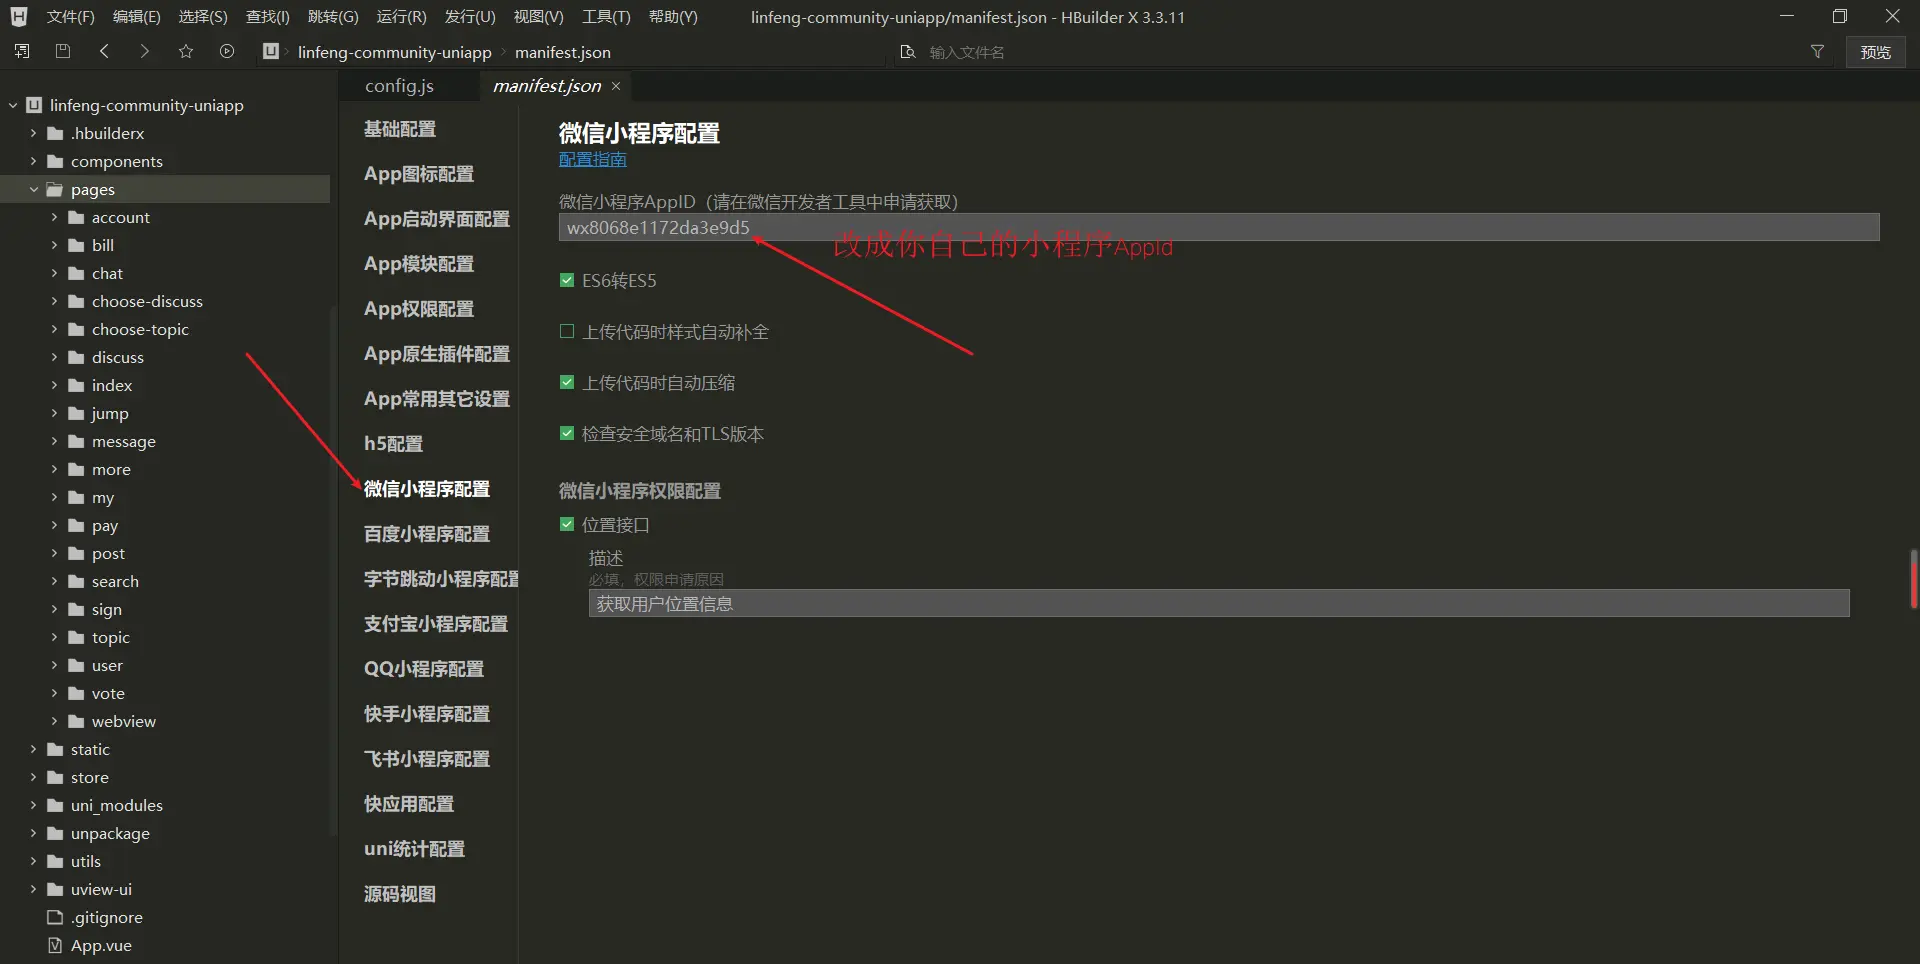 文件(F) 编辑(E) 选择(S) 查找(I) 跳转(G) 运行(R) 发行(U) 视图(V) 工具(T) 帮助(Y) linfeng-community-uniapp/manifest.json - HBuilder X 3.3.11
linfeng-community-uniapp manifest.json 输入文件名 预览
linfeng-community-uniapp
.hbuilderx
components
pages
account
bill
chat
choose-discuss
choose-topic
discuss
index
jump
message
more
my
pay
post
search
sign
topic
user
vote
webview
static
store
uni_modules
unpackage
utils
uview-ui
.gitignore
App.vue
config.js manifest.json
基础配置
App图标配置
App启动界面配置
App模块配置
App权限配置
App原生插件配置
App常用其它设置
h5配置
微信小程序配置
百度小程序配置
字节跳动小程序配置
支付宝小程序配置
QQ小程序配置
快手小程序配置
飞书小程序配置
快应用配置
uni统计配置
源码视图
微信小程序配置
配置指南
微信小程序AppID（请在微信开发者工具中申请获取）
wx8068e1172da3e9d5
改成你自己的小程序AppId
ES6转ES5
上传代码时样式自动补全
上传代码时自动压缩
检查安全域名和TLS版本
微信小程序权限配置
位置接口
描述
必填，权限申请原因
获取用户位置信息